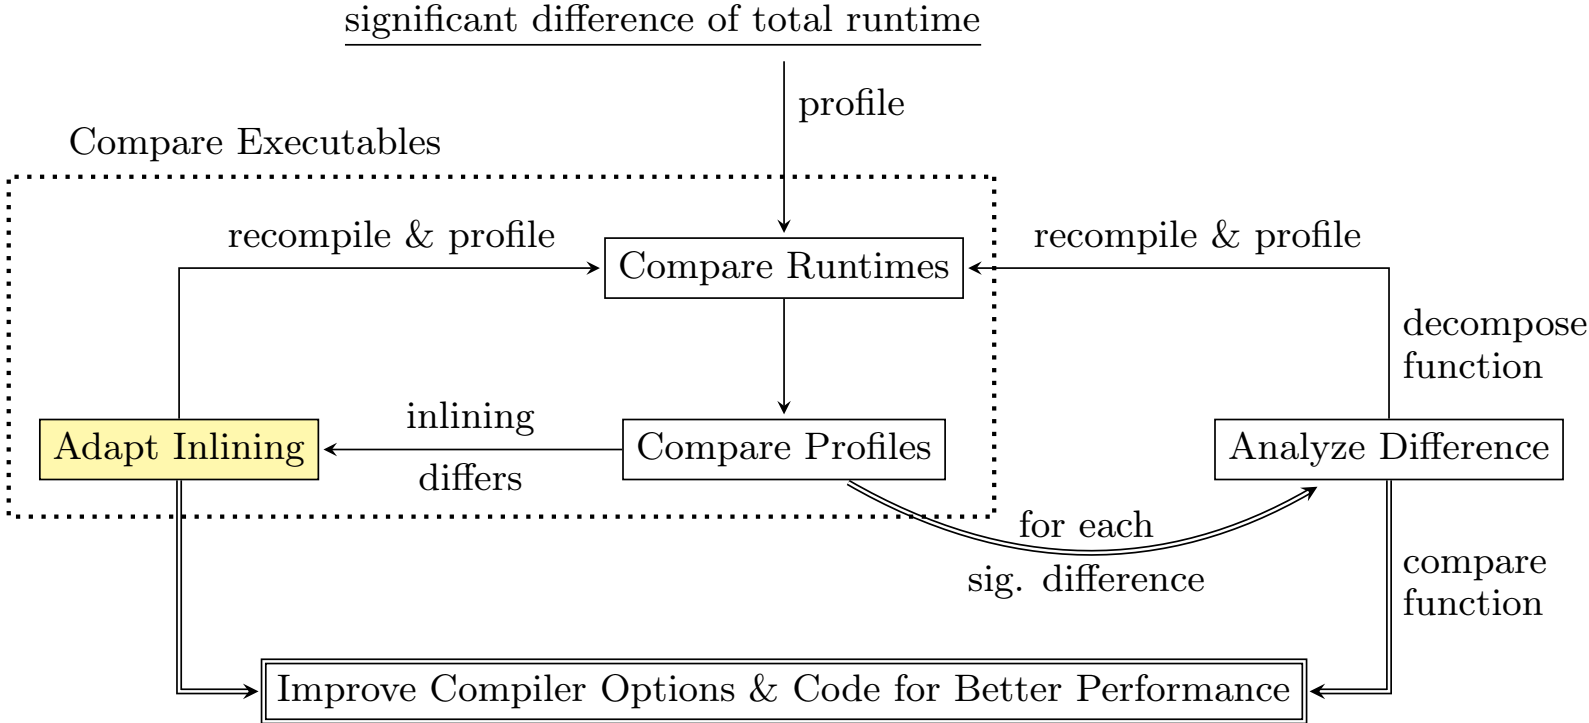 significant difference of total runtime
profile
Compare Executables
recompile & profile
recompile & profile
Compare Runtimes
decompose
function
inlining
Adapt Inlining
Compare Profiles
Analyze Difference
differs
for each
sig. difference
compare
function
Improve Compiler Options & Code for Better Performance